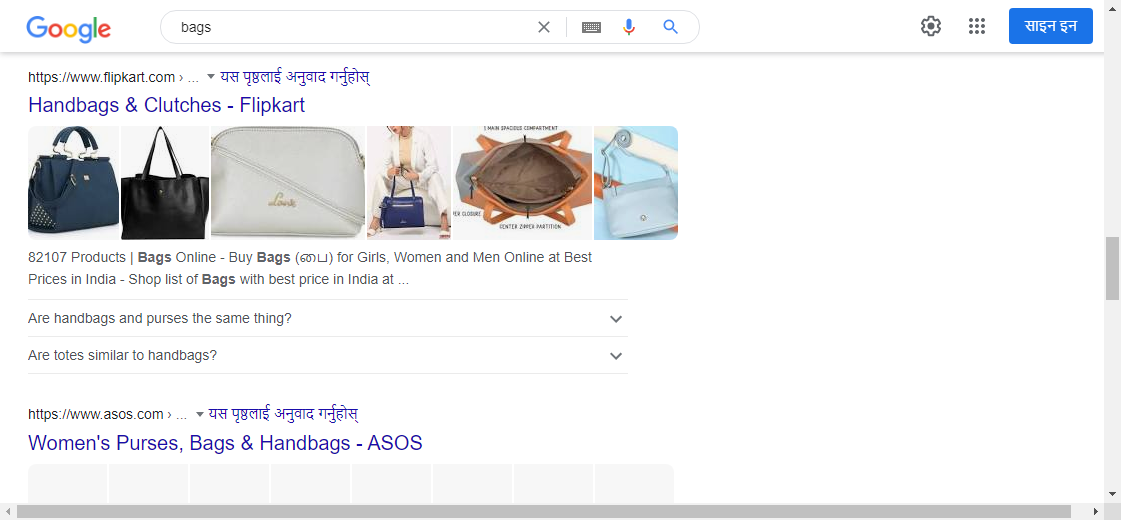 Google
bags
साइन इन
https://www.flipkart.com › ... यस पृष्ठलाई अनुवाद गर्नुहोस्
Handbags & Clutches - Flipkart
Lavie
1 MAIN SPACIOUS COMPARTMENT
PER CLOSURE
CENTER ZIPPER PARTITION
82107 Products | Bags Online - Buy Bags (பை) for Girls, Women and Men Online at Best
Prices in India - Shop list of Bags with best price in India at ...
Are handbags and purses the same thing?
Are totes similar to handbags?
https://www.asos.com › ... यस पृष्ठलाई अनुवाद गर्नुहोस्
Women's Purses, Bags & Handbags - ASOS